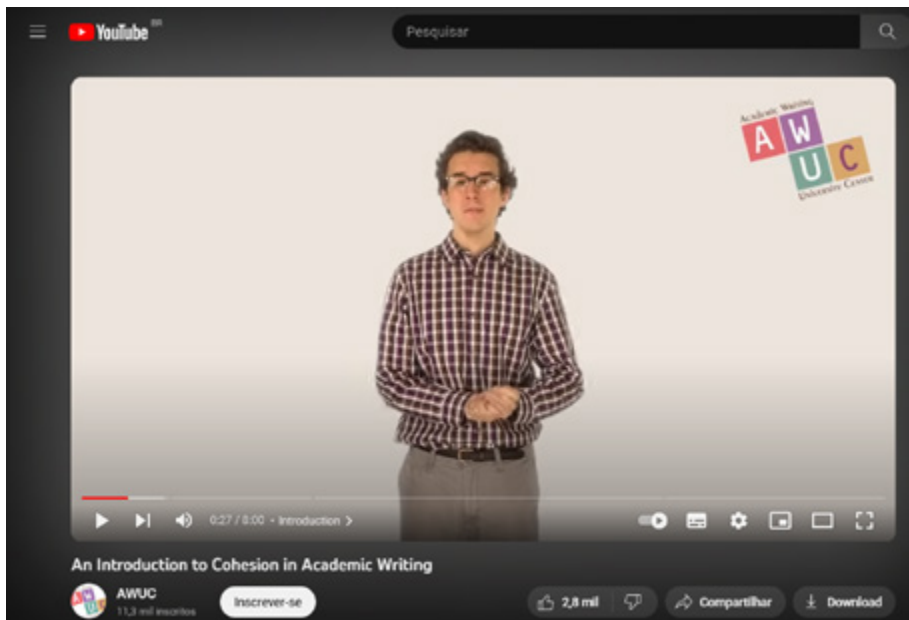 YouTube BR
Pesquisar
Academic Writing
A W
U C
University Center
0:27 / 8:00 • Introduction >
An Introduction to Cohesion in Academic Writing
AWUC
11,3 mil inscritos
Inscrever-se
2,8 mil
Compartilhar
Download